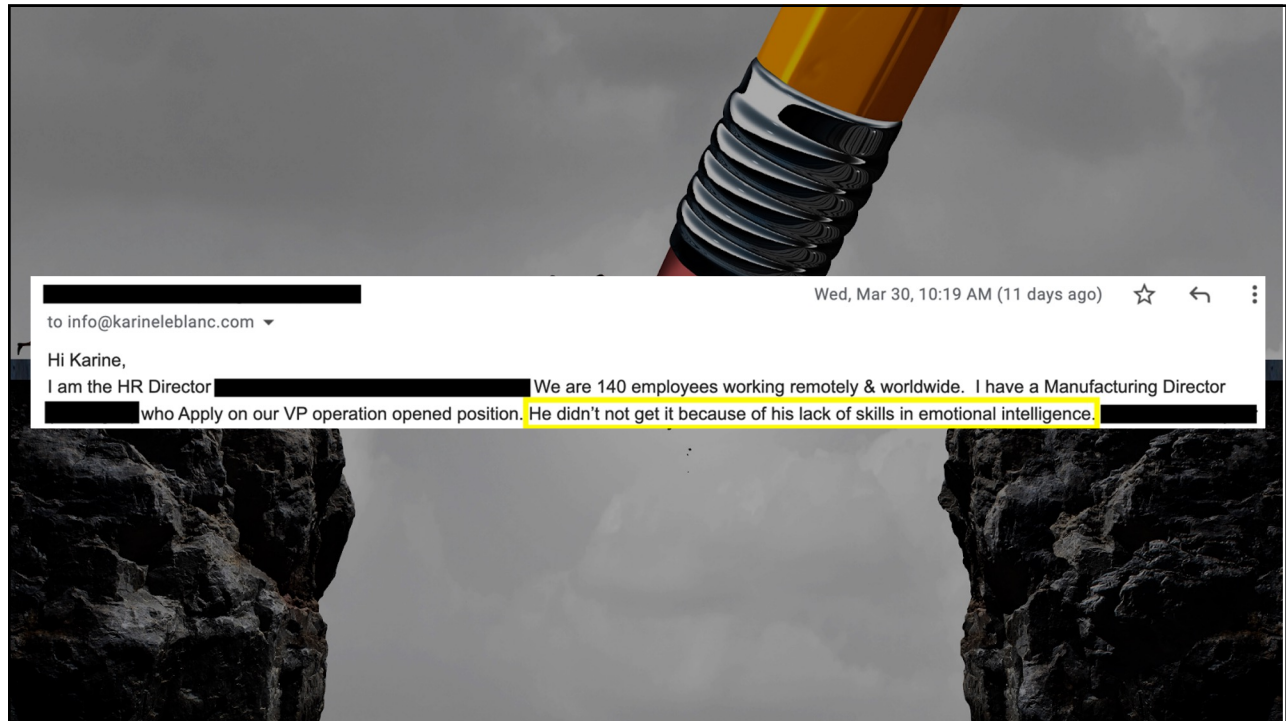 Wed, Mar 30, 10:19 AM (11 days ago)
to info@karineleblanc.com
Hi Karine,
I am the HR Director We are 140 employees working remotely & worldwide. I have a Manufacturing Director
who Apply on our VP operation opened position. He didn't not get it because of his lack of skills in emotional intelligence.